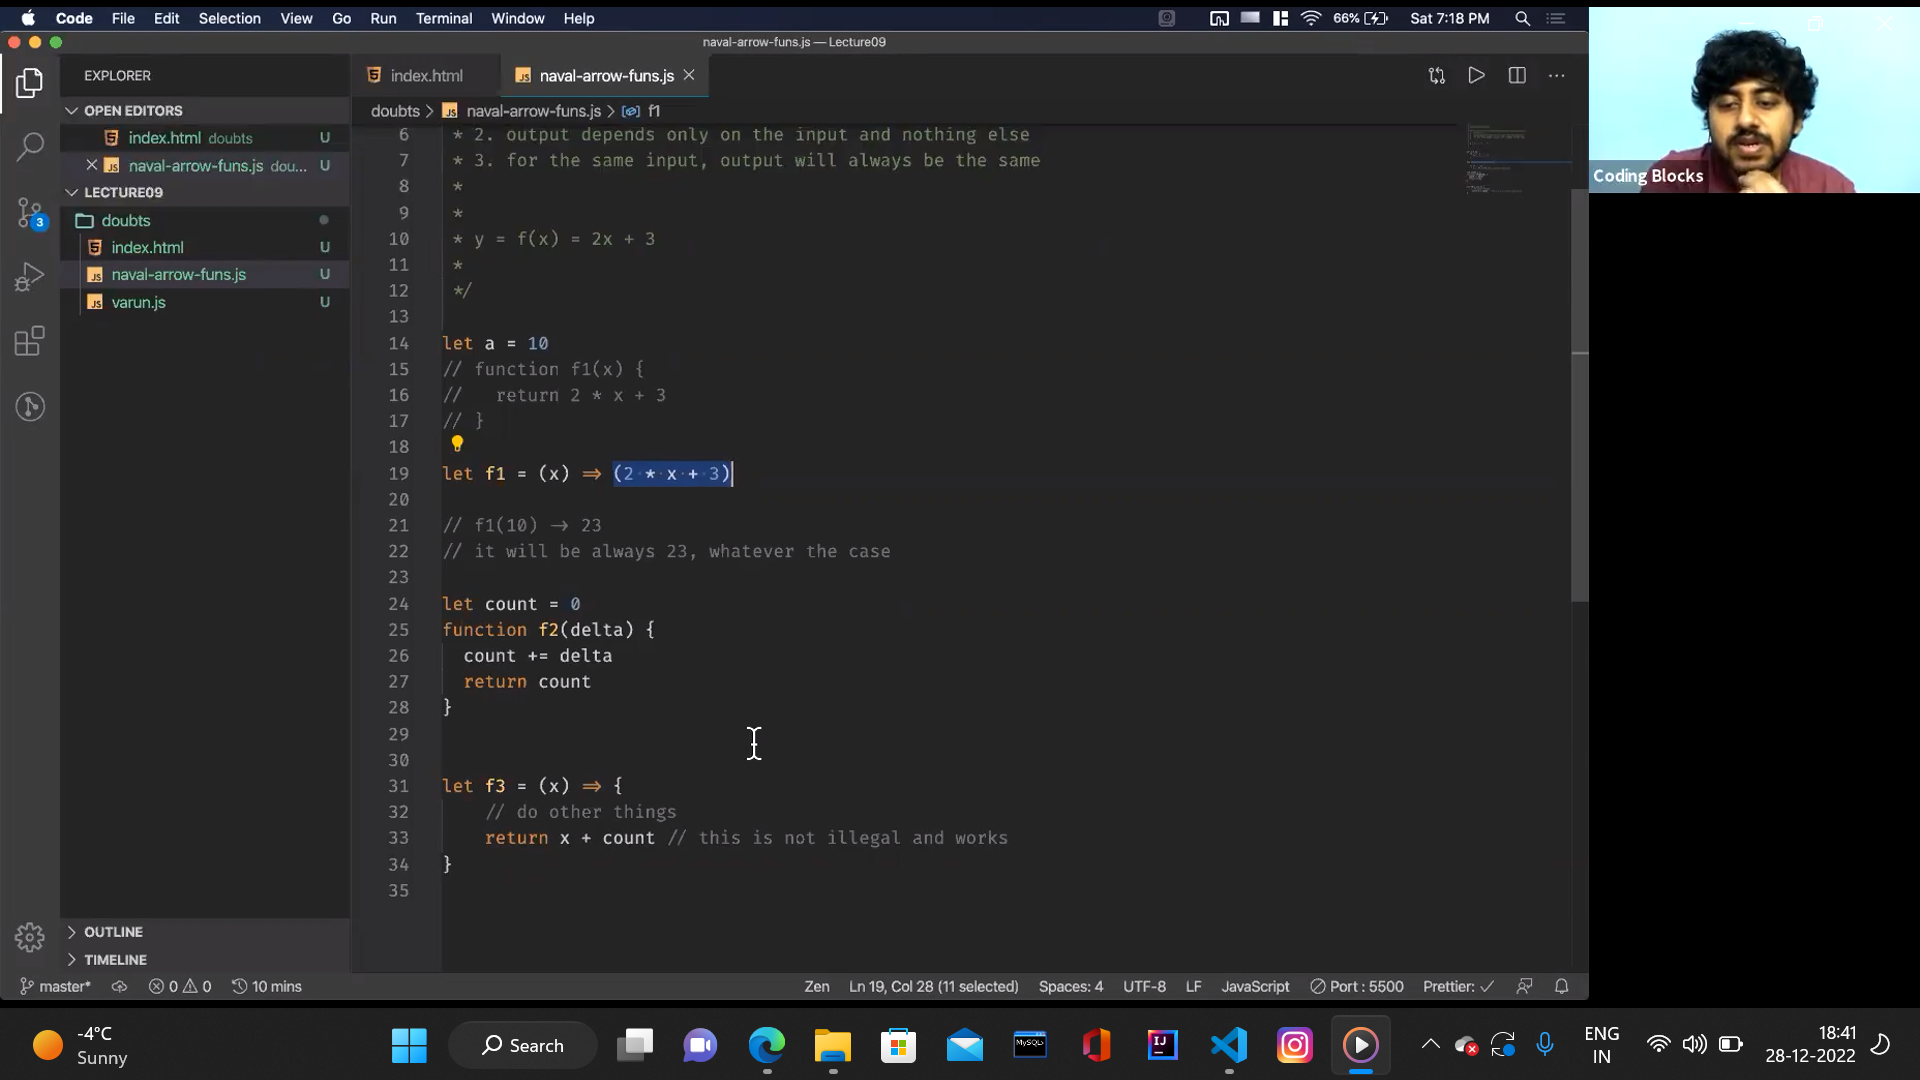 Code File Edit Selection View Go Run Terminal Window Help
66% Sat 7:18 PM
naval-arrow-funs.js — Lecture09
EXPLORER
index.html
naval-arrow-funs.js
OPEN EDITORS
doubts > naval-arrow-funs.js > f1
index.html doubts U
naval-arrow-funs.js dou... U
LECTURE09
doubts
index.html U
naval-arrow-funs.js U
varun.js U
3
6 * 2. output depends only on the input and nothing else
7 * 3. for the same input, output will always be the same
8 *
9 *
10 * y = f(x) = 2x + 3
11 *
12 */
13
14 let a = 10
15 // function f1(x) {
16 //   return 2 * x + 3
17 // }
18
19 let f1 = (x) => (2 * x + 3)
20
21 // f1(10) -> 23
22 // it will be always 23, whatever the case
23
24 let count = 0
25 function f2(delta) {
26   count += delta
27   return count
28 }
29
30
31 let f3 = (x) => {
32     // do other things
33     return x + count // this is not illegal and works
34 }
35
Coding Blocks
OUTLINE
TIMELINE
master* 0 0 10 mins Zen Ln 19, Col 28 (11 selected) Spaces: 4 UTF-8 LF JavaScript Port : 5500 Prettier: ✓
-4°C
Sunny
Search
MySQL
IJ
ENG
IN
18:41
28-12-2022